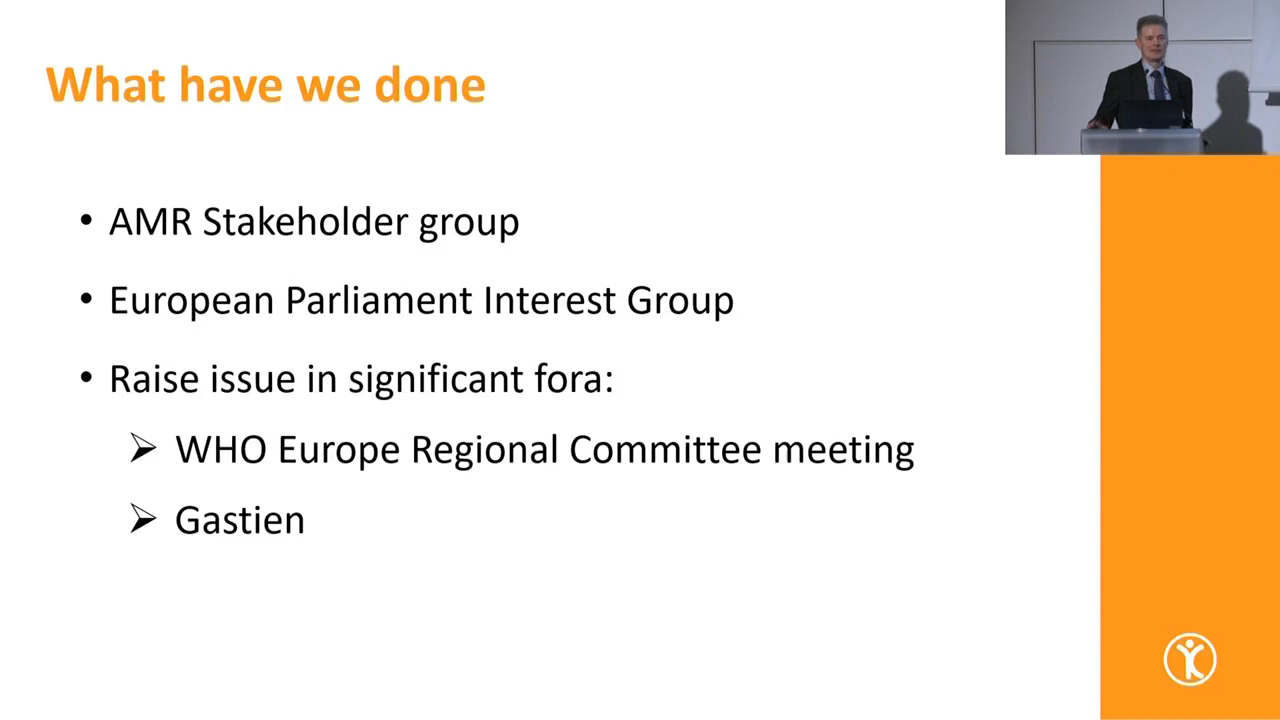 What have we done
• AMR Stakeholder group
• European Parliament Interest Group
• Raise issue in significant fora:
➢ WHO Europe Regional Committee meeting
➢ Gastien